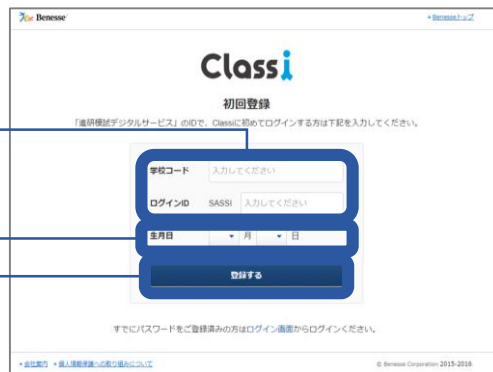 Benesse
Benesseトップ
Classi
初回登録
「進研模試デジタルサービス」のIDで、Classiに初めてログインする方は下記を入力してください。
学校コード 入力してください
ログインID SASSI 入力してください
生月日 月 日
登録する
すでにパスワードをご登録済みの方はログイン画面からログインください。
会社案内 個人情報保護への取り組みについて © Benesse Corporation 2015-2016.